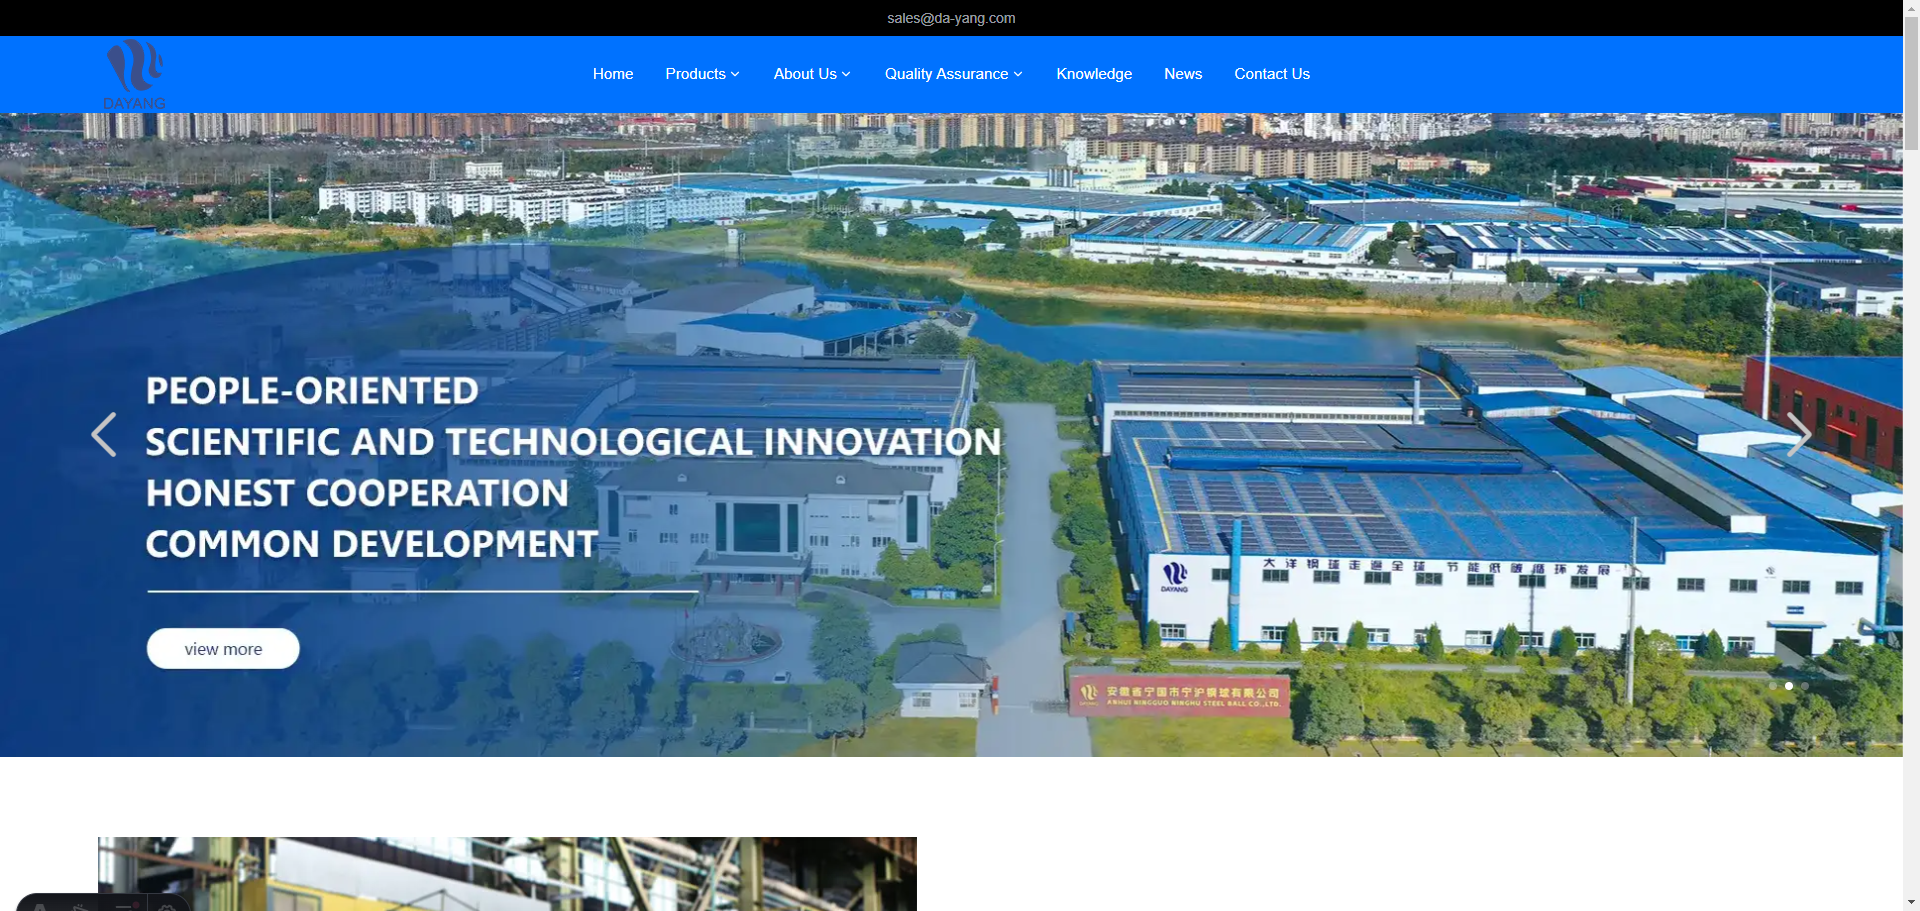 sales@da-yang.com
DAYANG
Home Products About Us Quality Assurance Knowledge News Contact Us
PEOPLE-ORIENTED
SCIENTIFIC AND TECHNOLOGICAL INNOVATION
HONEST COOPERATION
COMMON DEVELOPMENT
view more
大洋钢球走遍全球 节能低碳循环发展
DAYANG
安徽省宁国市宁沪钢球有限公司
ANHUI NINGGUO NINGHU STEEL BALL CO.,LTD.